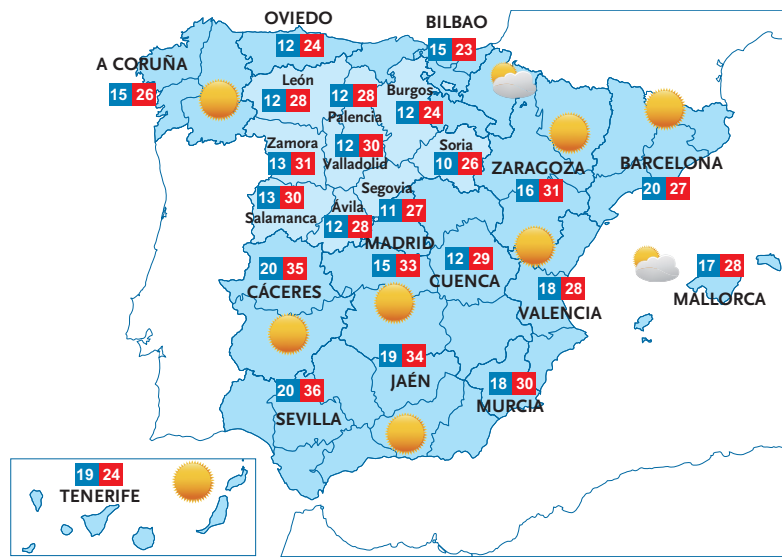 OVIEDO
12 24
BILBAO
15 23
A CORUÑA
15 26
León
12 28
12 28
Palencia
Burgos
12 24
Zamora
13 31
12 30
Valladolid
Soria
10 26
ZARAGOZA
16 31
BARCELONA
20 27
13 30
Salamanca
Ávila
12 28
Segovia
11 27
MADRID
15 33
12 29
CUENCA
20 35
CÁCERES
18 28
VALENCIA
17 28
MALLORCA
19 34
JAÉN
20 36
SEVILLA
18 30
MURCIA
19 24
TENERIFE